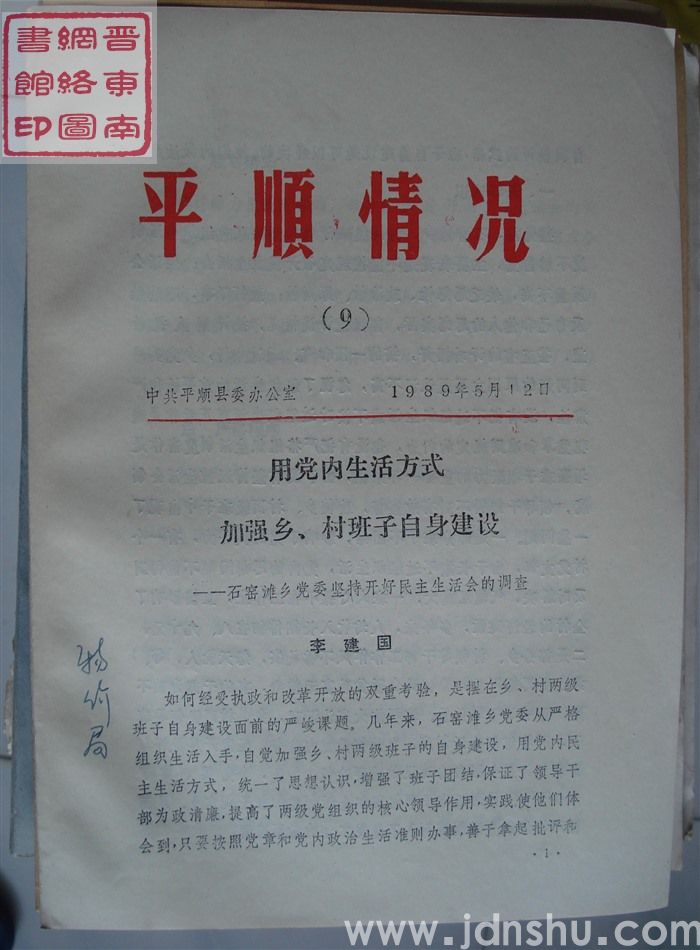 晋東南
網絡圖
書館印
平順情况
(9)
中共平顺县委办公室 1989年5月12日
用党内生活方式
加强乡、村班子自身建设
——石窑滩乡党委坚持开好民主生活会的调查
李建国
物价局
如何经受执政和改革开放的双重考验，是摆在乡、村两级
班子自身建设面前的严峻课题。几年来，石窑滩乡党委从严格
组织生活入手，自觉加强乡、村两级班子的自身建设，用党内民
主生活方式，统一了思想认识，增强了班子团结，保证了领导干
部为政清廉，提高了两级党组织的核心领导作用，实践使他们体
会到，只要按照党章和党内政治生活准则办事，善于拿起批评和
·1·
www.jdnshu.com